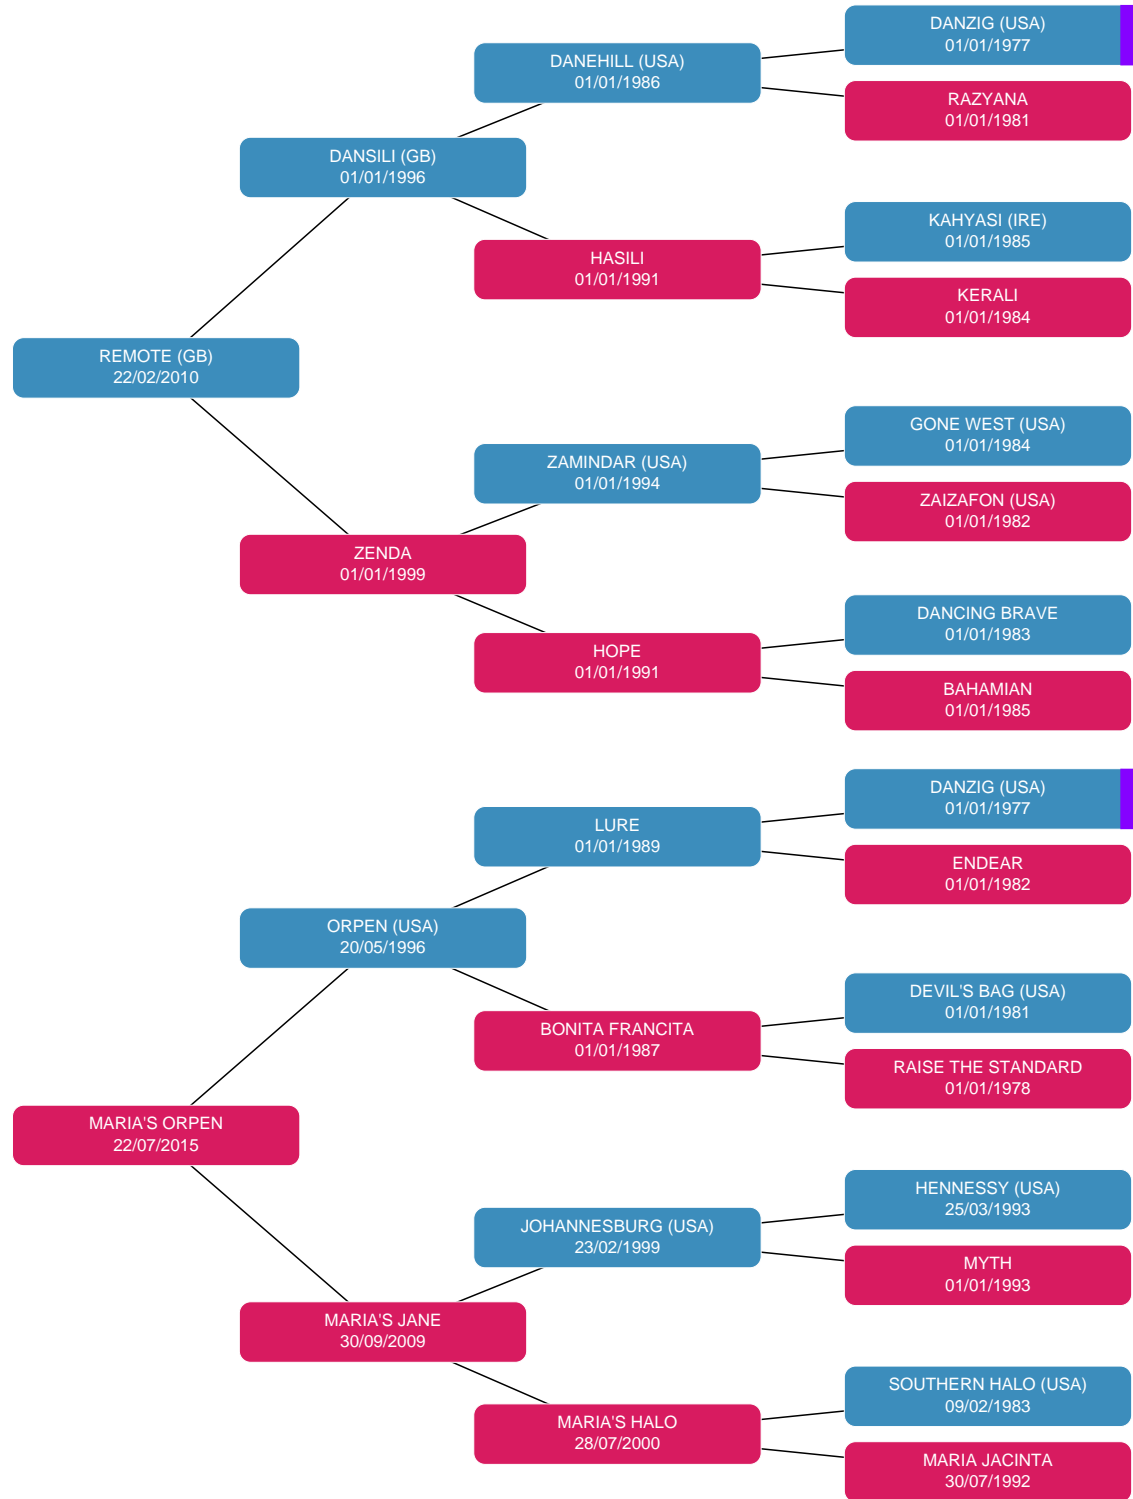 DANZIG (USA)
01/01/1977
DANEHILL (USA)
01/01/1986
RAZYANA
01/01/1981
DANSILI (GB)
01/01/1996
KAHYASI (IRE)
01/01/1985
HASILI
01/01/1991
KERALI
01/01/1984
REMOTE (GB)
22/02/2010
GONE WEST (USA)
01/01/1984
ZAMINDAR (USA)
01/01/1994
ZAIZAFON (USA)
01/01/1982
ZENDA
01/01/1999
DANCING BRAVE
01/01/1983
HOPE
01/01/1991
BAHAMIAN
01/01/1985
DANZIG (USA)
01/01/1977
LURE
01/01/1989
ENDEAR
01/01/1982
ORPEN (USA)
20/05/1996
DEVIL'S BAG (USA)
01/01/1981
BONITA FRANCITA
01/01/1987
RAISE THE STANDARD
01/01/1978
MARIA'S ORPEN
22/07/2015
HENNESSY (USA)
25/03/1993
JOHANNESBURG (USA)
23/02/1999
MYTH
01/01/1993
MARIA'S JANE
30/09/2009
SOUTHERN HALO (USA)
09/02/1983
MARIA'S HALO
28/07/2000
MARIA JACINTA
30/07/1992